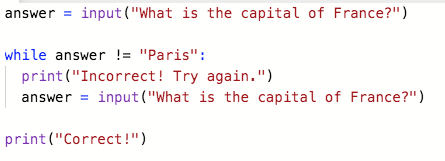 answer = input("What is the capital of France?")
while answer != "Paris":
print("Incorrect! Try again.")
answer = input("What is the capital of France?")
print("Correct!")